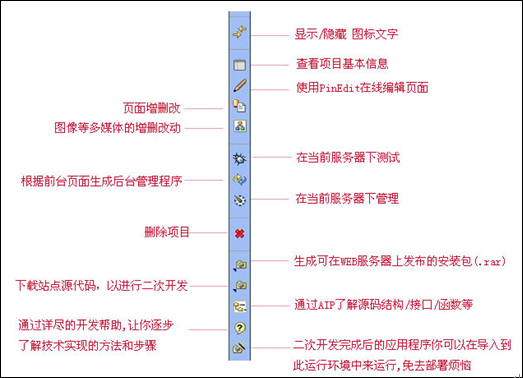 显示/隐藏 图标文字
查看项目基本信息
使用PinEdit在线编辑页面
页面增删改
图像等多媒体的增删改动
在当前服务器下测试
根据前台页面生成后台管理程序
在当前服务器下管理
删除项目
生成可在WEB服务器上发布的安装包(.rar)
下载站点源代码，以进行二次开发
通过AIP了解源码结构/接口/函数等
通过详尽的开发帮助,让你逐步
了解技术实现的方法和步骤
二次开发完成后的应用程序你可以在导入到
此运行环境中来运行,免去部署烦恼